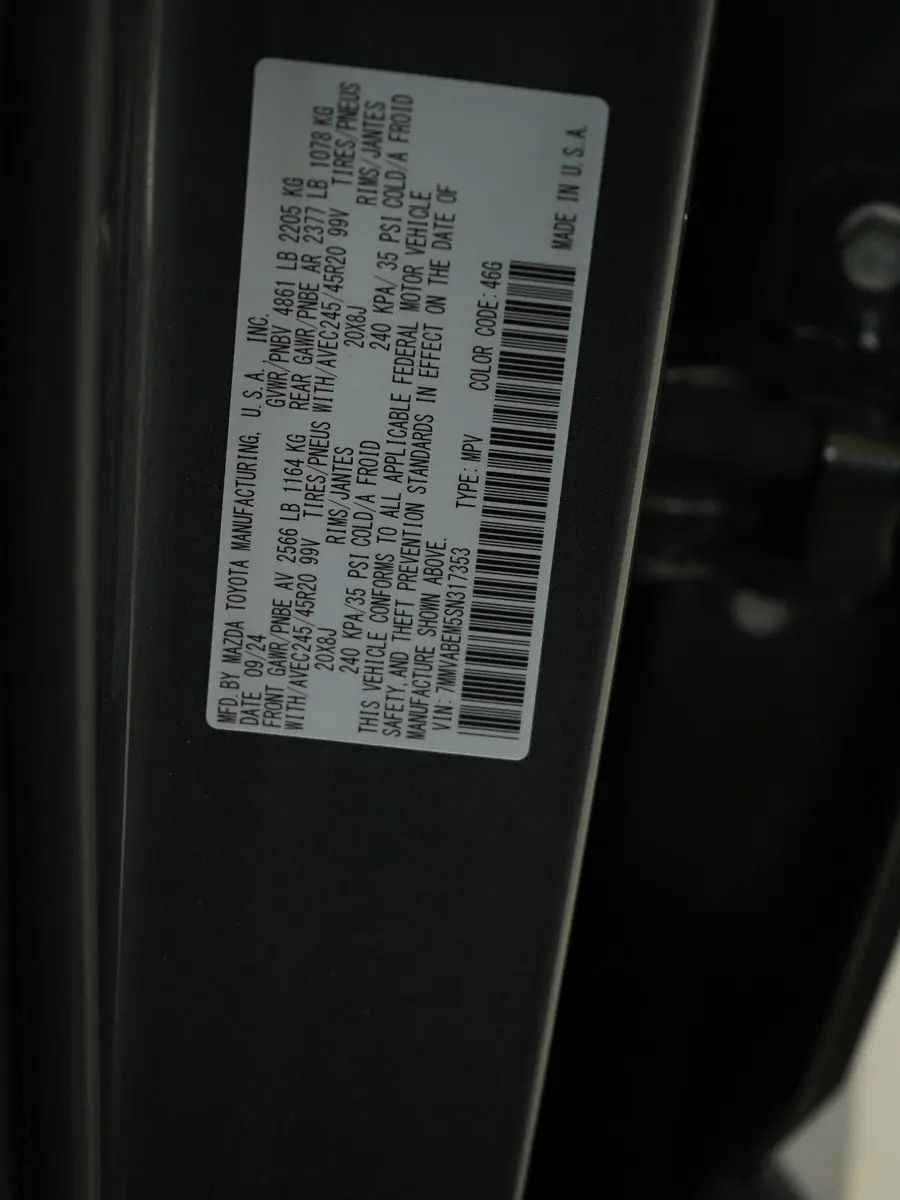 MFD. BY MAZDA TOYOTA MANUFACTURING, U.S.A. INC.
DATE 09/24 GVWR/PNBV 4861 LB 2205 KG
FRONT GAWR/PNBE AV 2566 LB 1164 KG REAR GAWR/PNBE AR 2377 LB 1078 KG
WITH/AVEC245/45R20 99V TIRES/PNEUS WITH/AVEC245/45R20 99V TIRES/PNEUS
20X8J RIMS/JANTES 20X8J RIMS/JANTES
240 KPA/35 PSI COLD/A FROID 240 KPA/ 35 PSI COLD/A FROID
THIS VEHICLE CONFORMS TO ALL APPLICABLE FEDERAL MOTOR VEHICLE
SAFETY, AND THEFT PREVENTION STANDARDS IN EFFECT ON THE DATE OF
MANUFACTURE SHOWN ABOVE.
VIN: 7MMVABEM5SN317353 TYPE: MPV COLOR CODE: 46G
MADE IN U.S.A.